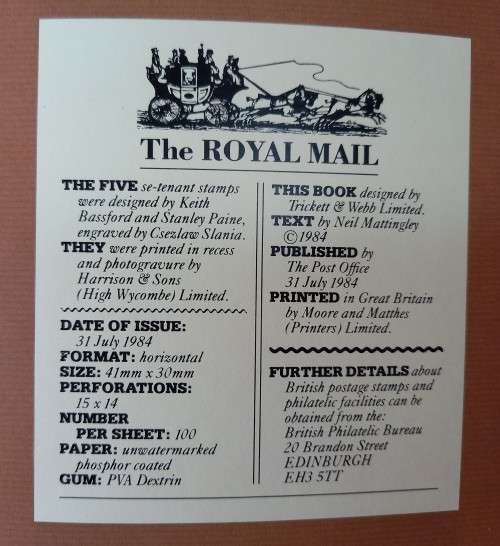 The ROYAL MAIL
THE FIVE se-tenant stamps
were designed by Keith
Bassford and Stanley Paine,
engraved by Csezlaw Slania.
THEY were printed in recess
and photogravure by
Harrison & Sons
(High Wycombe) Limited.
DATE OF ISSUE:
31 July 1984
FORMAT: horizontal
SIZE: 41mm x 30mm
PERFORATIONS:
15 x 14
NUMBER
PER SHEET: 100
PAPER: unwatermarked
phosphor coated
GUM: PVA Dextrin
THIS BOOK designed by
Trickett & Webb Limited.
TEXT by Neil Mattingley
©1984
PUBLISHED by
The Post Office
31 July 1984
PRINTED in Great Britain
by Moore and Matthes
(Printers) Limited.
FURTHER DETAILS about
British postage stamps and
philatelic facilities can be
obtained from the:
British Philatelic Bureau
20 Brandon Street
EDINBURGH
EH3 5TT